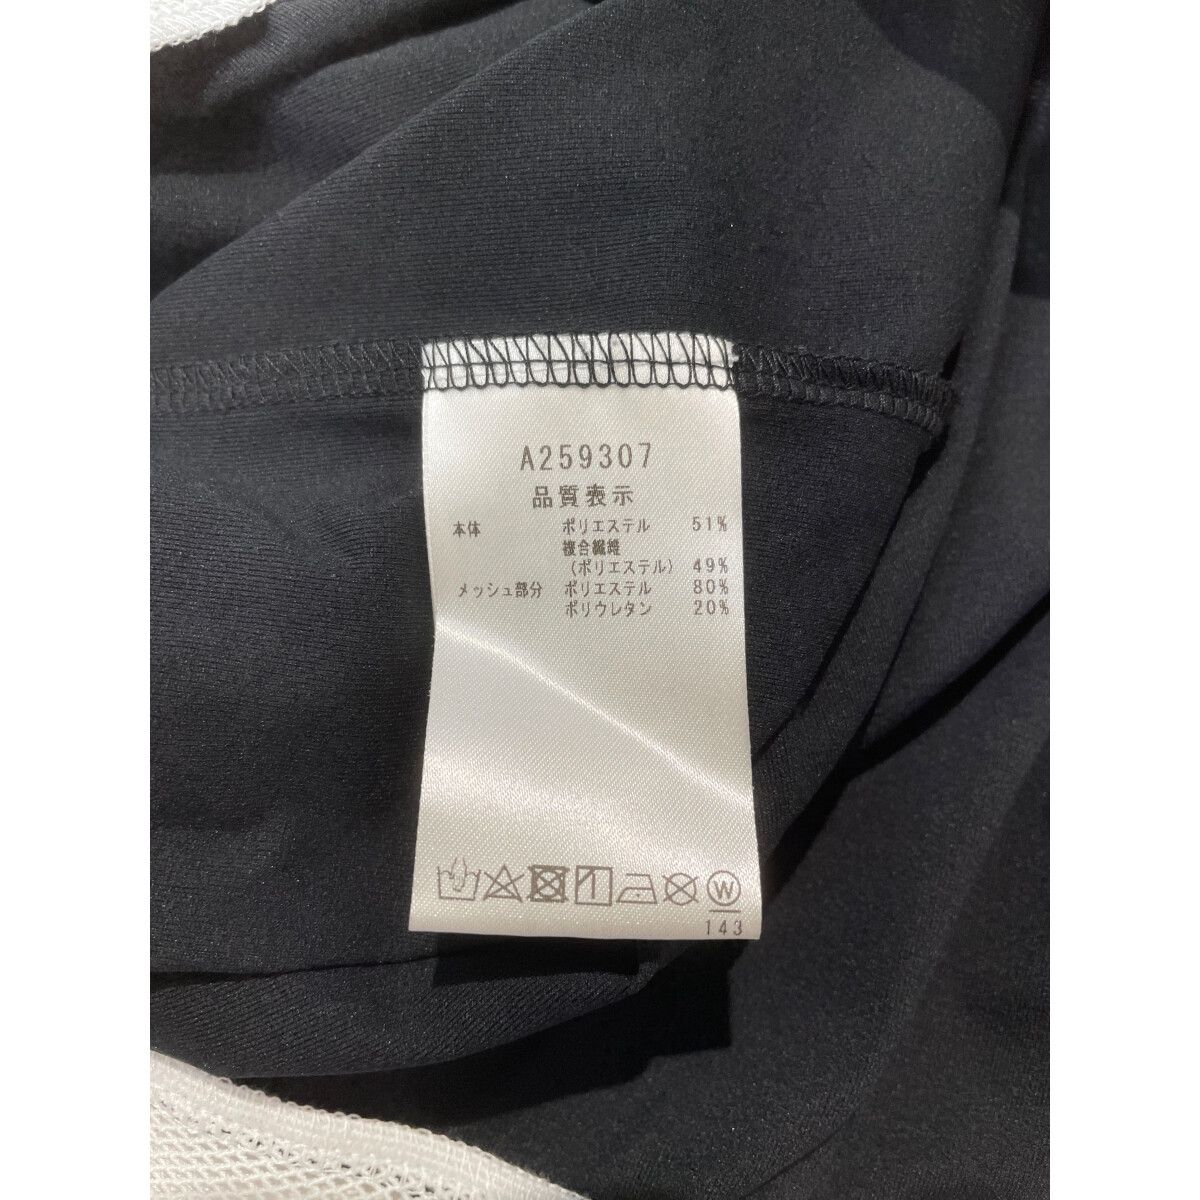 A259307
品質表示
本体 ポリエステル 51%
複合繊維
(ポリエステル) 49%
メッシュ部分 ポリエステル 80%
ポリウレタン 20%
W
143